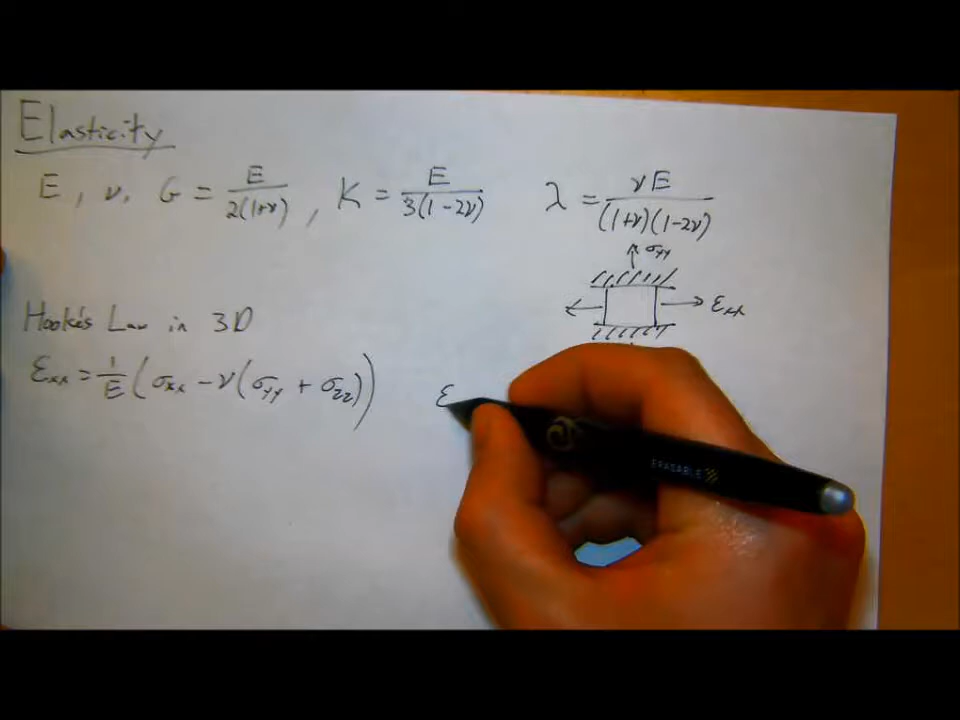 Elasticity
E , ν, G = E/2(1+ν) , K = E/3(1-2ν) λ = νE/(1+ν)(1-2ν)
σyy
εxx
Hooke's Law in 3D
εxx = 1/E (σxx - ν(σyy + σzz)) ε
ERASABLE